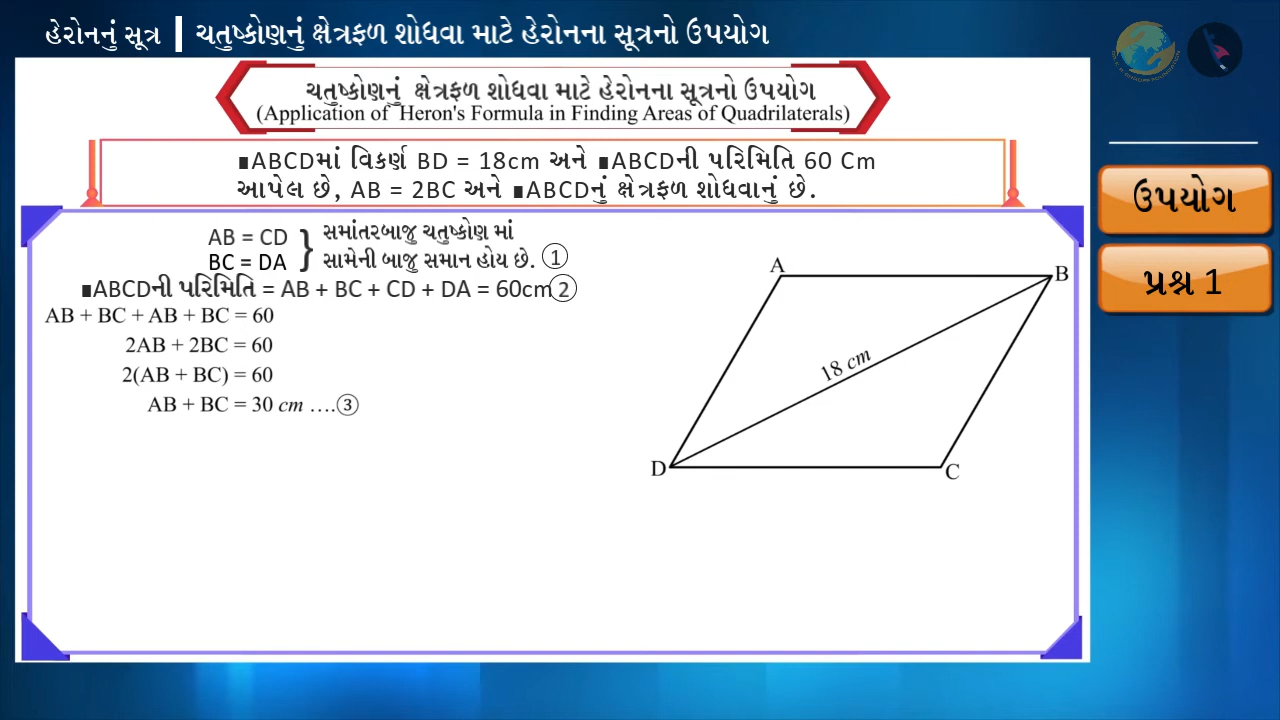 હેરોનનું સૂત્ર | ચતુષ્કોણનું ક્ષેત્રફળ શોધવા માટે હેરોનના સૂત્રનો ઉપયોગ
ચતુષ્કોણનું ક્ષેત્રફળ શોધવા માટે હેરોનના સૂત્રનો ઉપયોગ
(Application of Heron's Formula in Finding Areas of Quadrilaterals)
∎ABCDમાં વિકર્ણ BD = 18cm અને ∎ABCDની પરિમિતિ 60 Cm
આપેલ છે, AB = 2BC અને ∎ABCDનું ક્ષેત્રફળ શોધવાનું છે.
AB = CD } સમાંતરબાજુ ચતુષ્કોણ માં
BC = DA } સામેની બાજુ સમાન હોય છે. ①
∎ABCDની પરિમિતિ = AB + BC + CD + DA = 60cm ②
AB + BC + AB + BC = 60
2AB + 2BC = 60
2(AB + BC) = 60
AB + BC = 30 cm ….③
A
B
18 cm
D
C
ઉપયોગ
પ્રશ્ન 1